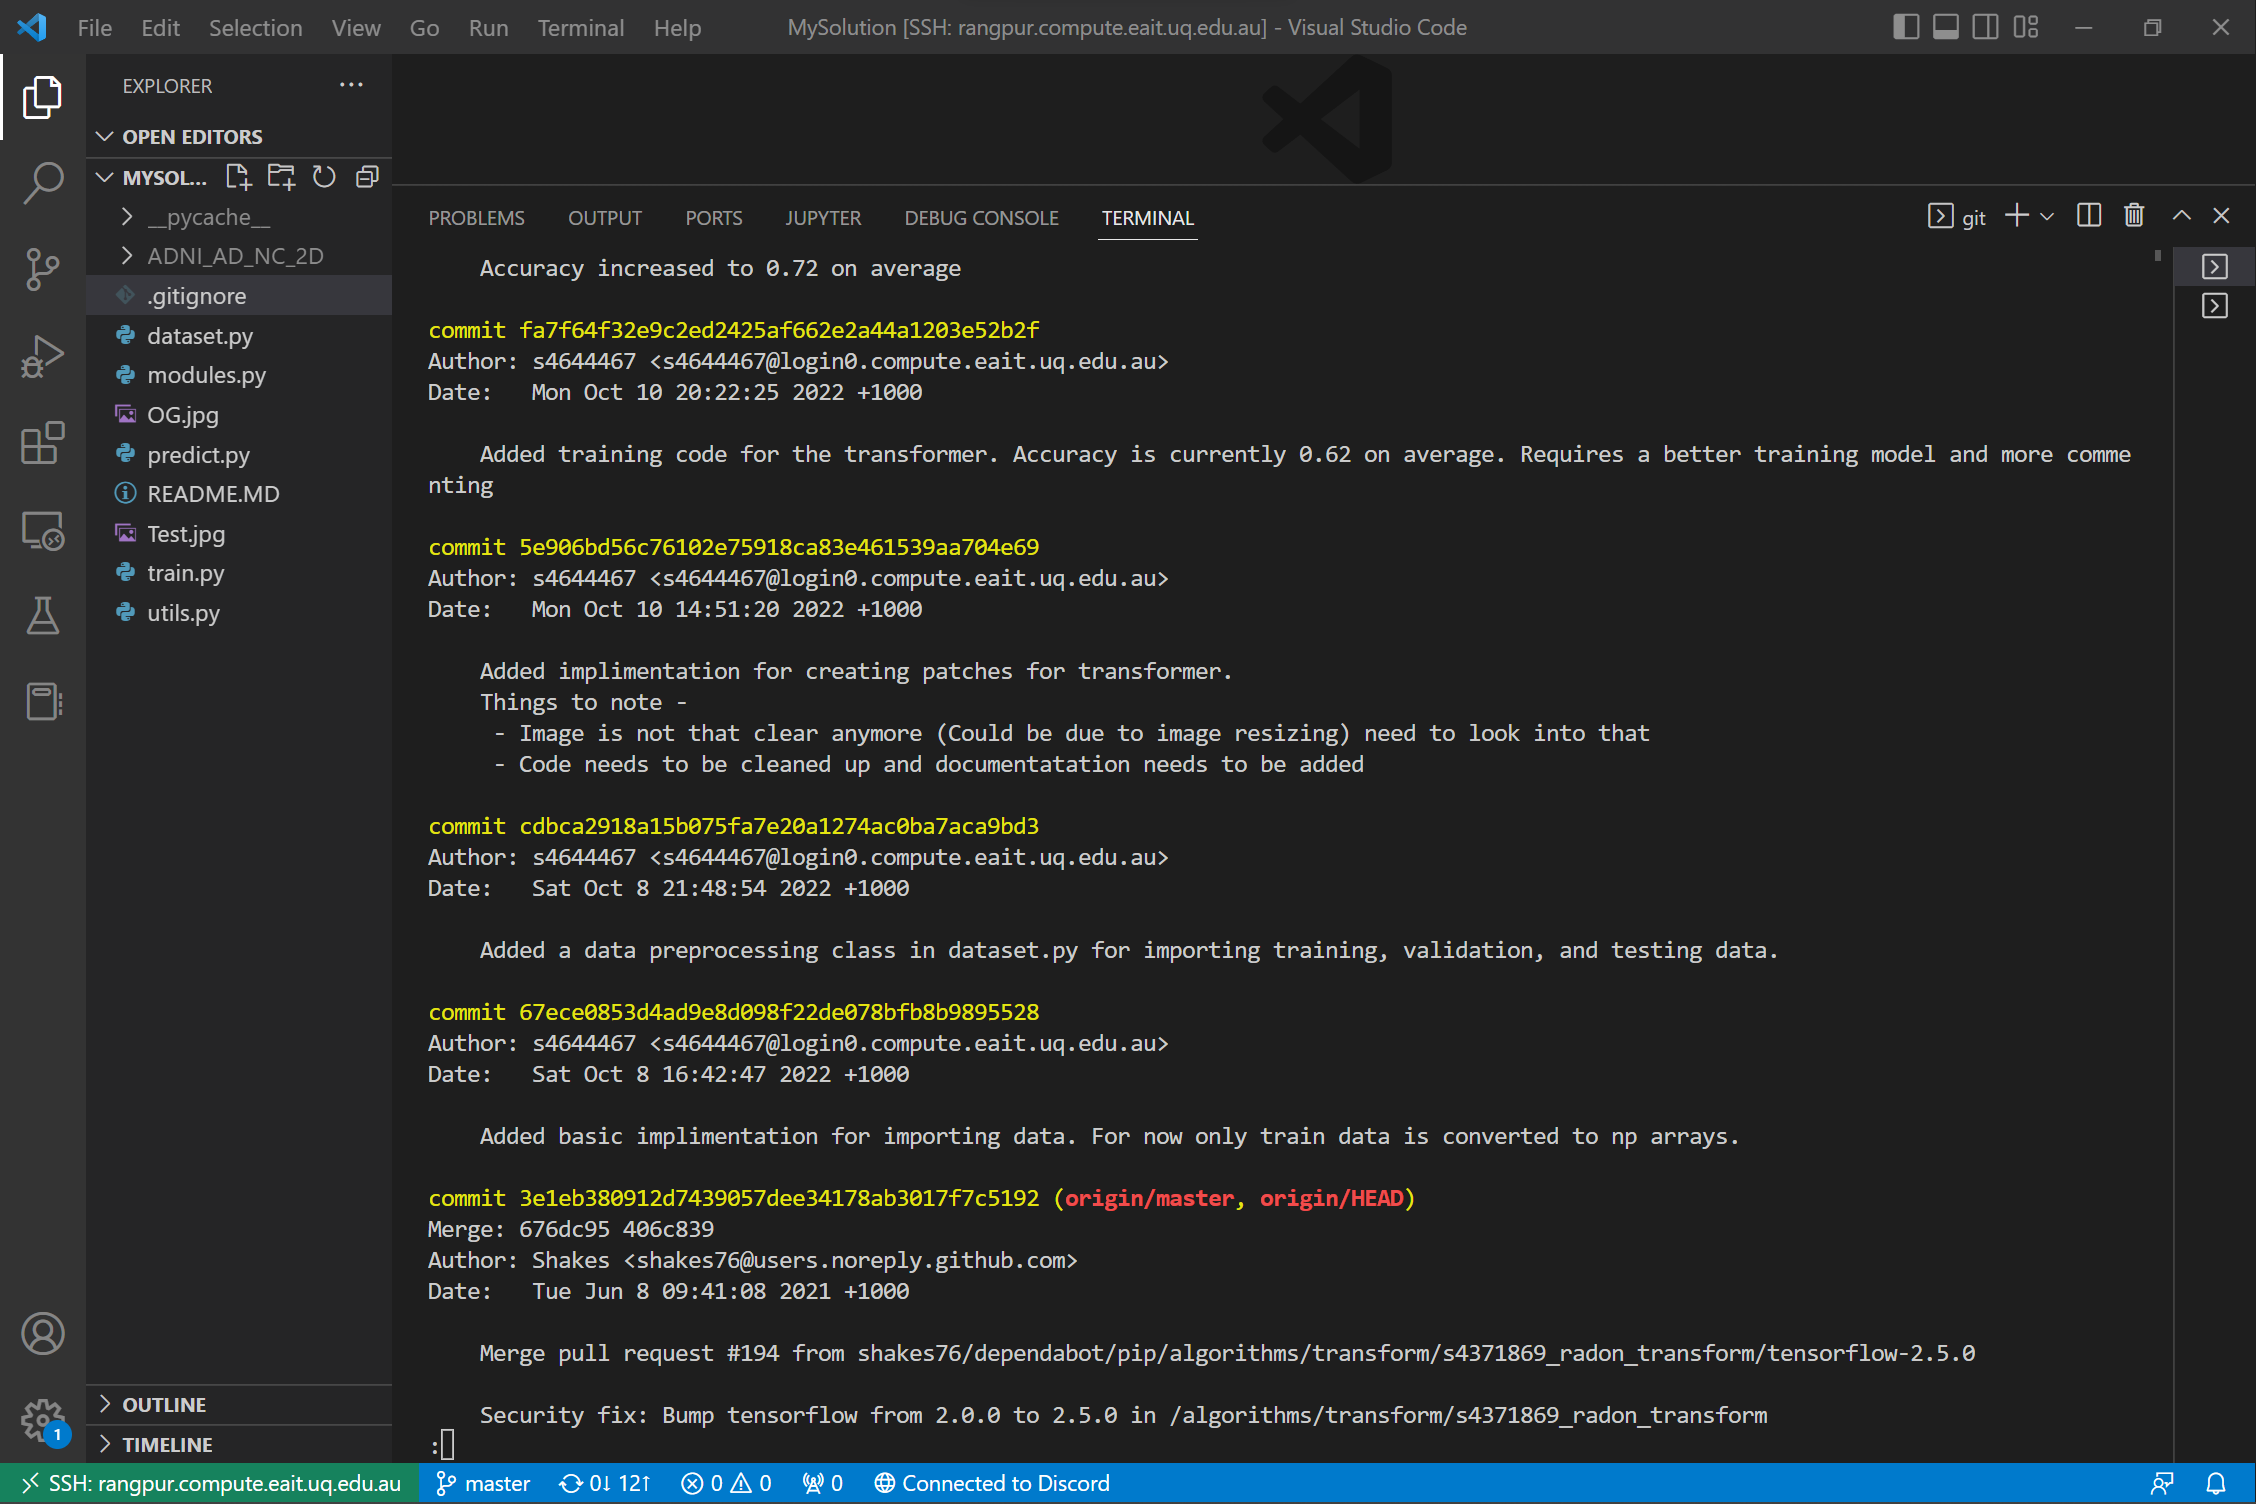 File Edit Selection View Go Run Terminal Help
MySolution [SSH: rangpur.compute.eait.uq.edu.au] - Visual Studio Code
EXPLORER
OPEN EDITORS
MYSOL...
__pycache__
ADNI_AD_NC_2D
.gitignore
dataset.py
modules.py
OG.jpg
predict.py
README.MD
Test.jpg
train.py
utils.py
OUTLINE
TIMELINE
1
PROBLEMS OUTPUT PORTS JUPYTER DEBUG CONSOLE TERMINAL
git
Accuracy increased to 0.72 on average
commit fa7f64f32e9c2ed2425af662e2a44a1203e52b2f
Author: s4644467 <s4644467@login0.compute.eait.uq.edu.au>
Date:   Mon Oct 10 20:22:25 2022 +1000
Added training code for the transformer. Accuracy is currently 0.62 on average. Requires a better training model and more comme
nting
commit 5e906bd56c76102e75918ca83e461539aa704e69
Author: s4644467 <s4644467@login0.compute.eait.uq.edu.au>
Date:   Mon Oct 10 14:51:20 2022 +1000
Added implimentation for creating patches for transformer.
Things to note -
- Image is not that clear anymore (Could be due to image resizing) need to look into that
- Code needs to be cleaned up and documentatation needs to be added
commit cdbca2918a15b075fa7e20a1274ac0ba7aca9bd3
Author: s4644467 <s4644467@login0.compute.eait.uq.edu.au>
Date:   Sat Oct 8 21:48:54 2022 +1000
Added a data preprocessing class in dataset.py for importing training, validation, and testing data.
commit 67ece0853d4ad9e8d098f22de078bfb8b9895528
Author: s4644467 <s4644467@login0.compute.eait.uq.edu.au>
Date:   Sat Oct 8 16:42:47 2022 +1000
Added basic implimentation for importing data. For now only train data is converted to np arrays.
commit 3e1eb380912d7439057dee34178ab3017f7c5192 (origin/master, origin/HEAD)
Merge: 676dc95 406c839
Author: Shakes <shakes76@users.noreply.github.com>
Date:   Tue Jun 8 09:41:08 2021 +1000
Merge pull request #194 from shakes76/dependabot/pip/algorithms/transform/s4371869_radon_transform/tensorflow-2.5.0
Security fix: Bump tensorflow from 2.0.0 to 2.5.0 in /algorithms/transform/s4371869_radon_transform
:
SSH: rangpur.compute.eait.uq.edu.au master 0↓ 12↑ 0 0 0 Connected to Discord